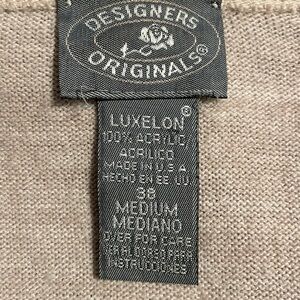 DESIGNERS
ORIGINALS®
LUXELON®
100% ACRYLIC/
ACRILICO
MADE IN U.S.A
HECHO EN EE UU
38
MEDIUM
MEDIANO
OVER FOR CARE
PARA
INSTRUCCIONES